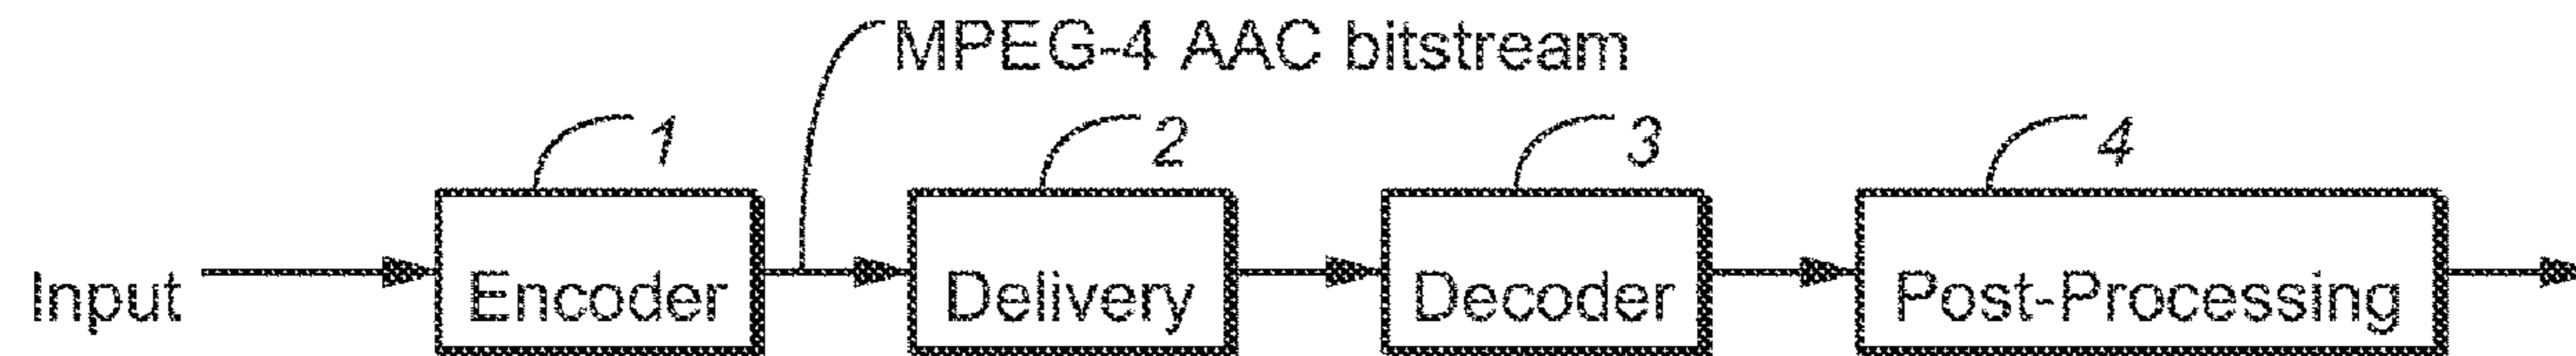 MPEG-4 AAC bitstream
1
2
3
4
Input
Encoder
Delivery
Decoder
Post-Processing